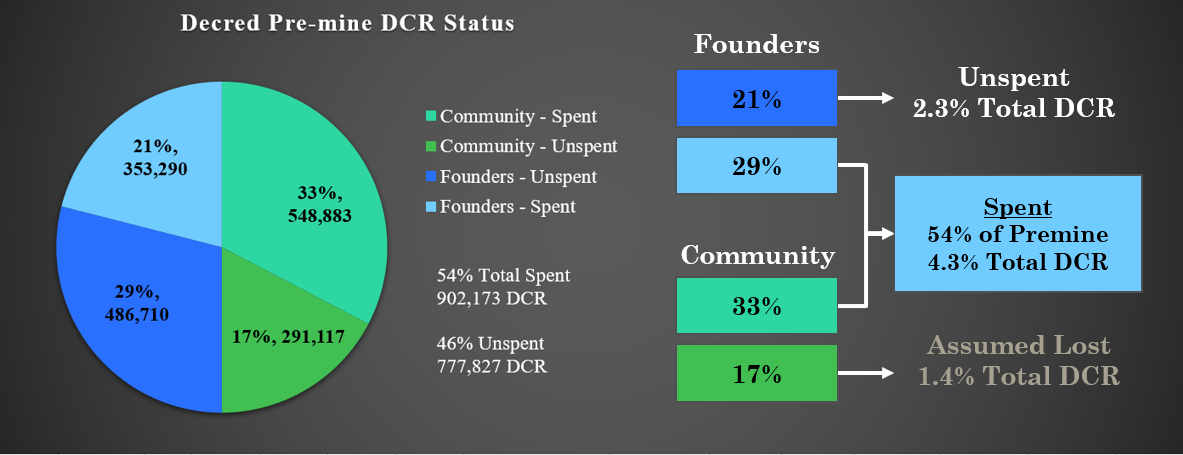 Decred Pre-mine DCR Status
21%,
353,290
33%,
548,883
29%,
486,710
17%, 291,117
Community - Spent
Community - Unspent
Founders - Unspent
Founders - Spent
54% Total Spent
902,173 DCR
46% Unspent
777,827 DCR
Founders
21%
29%
Community
33%
17%
Unspent
2.3% Total DCR
Spent
54% of Premine
4.3% Total DCR
Assumed Lost
1.4% Total DCR